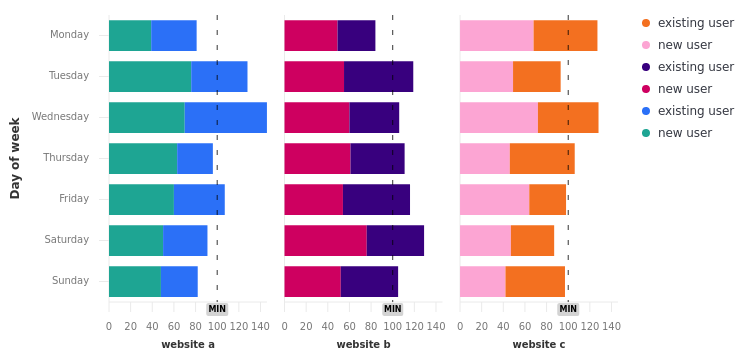 Day of week
Monday
Tuesday
Wednesday
Thursday
Friday
Saturday
Sunday
MIN
0 20 40 60 80 100 120 140
website a
MIN
0 20 40 60 80 100 120 140
website b
MIN
0 20 40 60 80 100 120 140
website c
existing user
new user
existing user
new user
existing user
new user